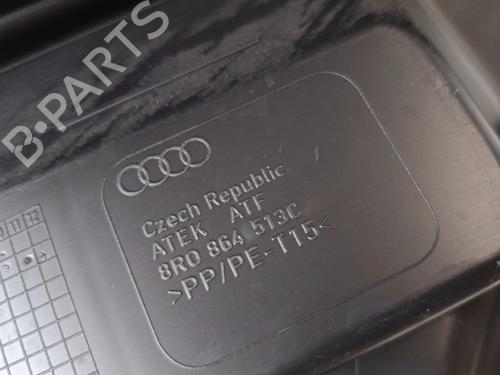 B-PARTS
Czech Republic
ATEK ATF
8R0 864 513C
>PP/PE-T15<